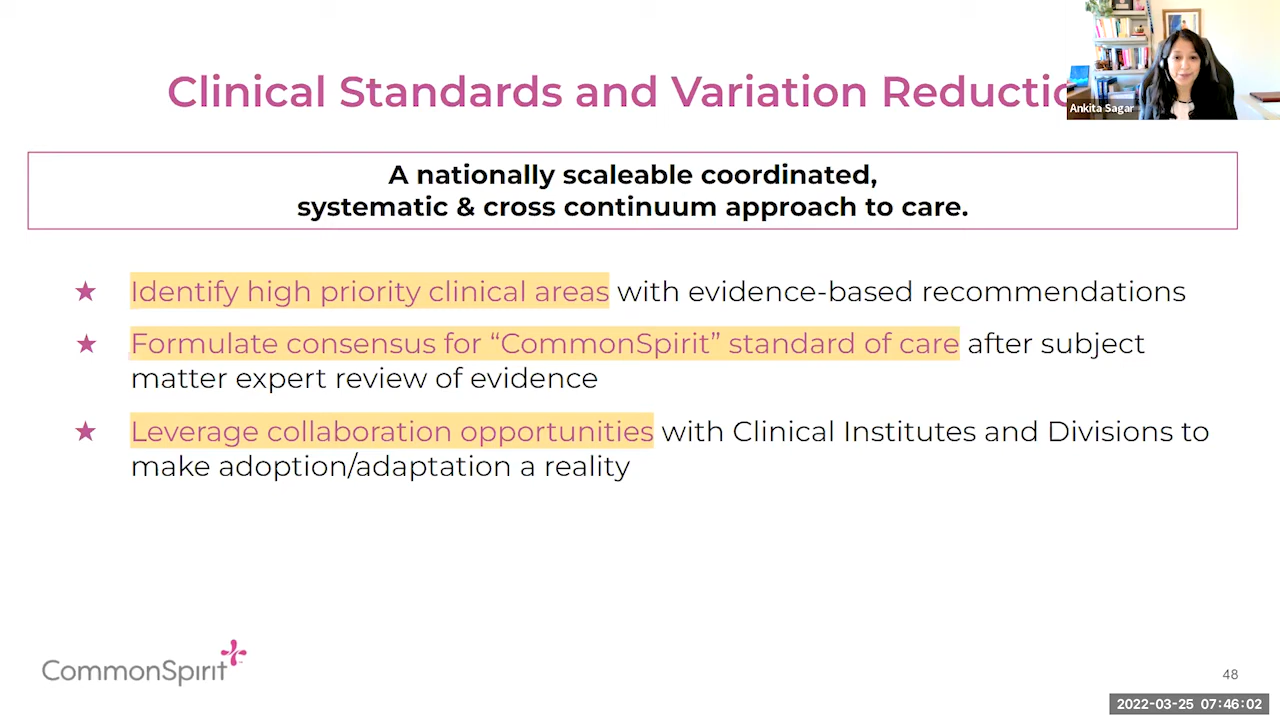 Clinical Standards and Variation Reductio
Ankita Sagar
A nationally scaleable coordinated,
systematic & cross continuum approach to care.
★ Identify high priority clinical areas with evidence-based recommendations
★ Formulate consensus for “CommonSpirit” standard of care after subject
matter expert review of evidence
★ Leverage collaboration opportunities with Clinical Institutes and Divisions to
make adoption/adaptation a reality
CommonSpirit
48
2022-03-25 07:46:02